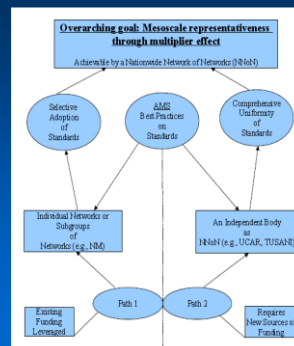 Overarching goal: Mesoscale representativeness
through multiplier effect
Achievable by a Nationwide Network of Networks (NNoN)
Selective
Adoption
of
Standards
AMS
Best Practices
on
Standards
Comprehensive
Uniformity
of
Standards
Individual Networks or
Subgroups
of
Networks (e.g., NM)
An Independent Body
as
NNoN (e.g., UCAR, TUSANI)
Path 1
Path 2
Existing
Funding
Leveraged
Requires
New Sources of
Funding